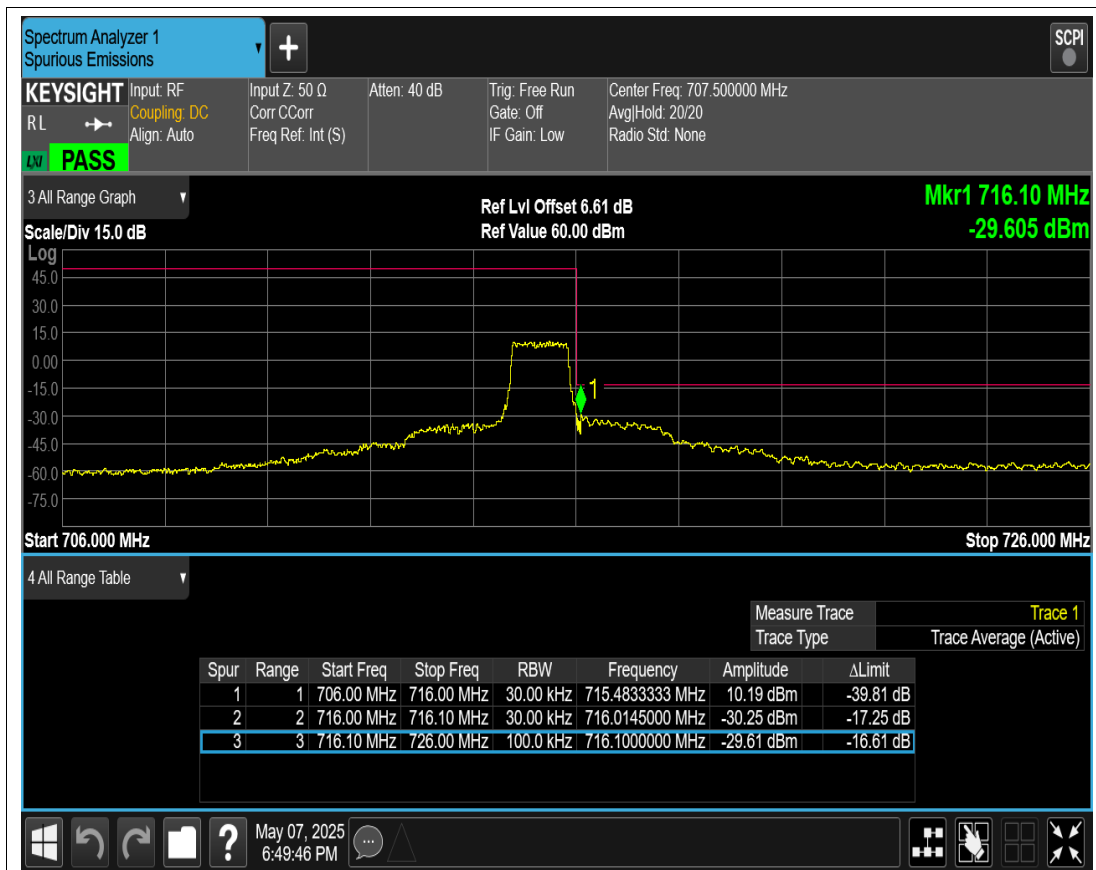 Spectrum Analyzer 1
Spurious Emissions
+
SCPI
KEYSIGHT
R L
LXI PASS
Input: RF
Coupling: DC
Align: Auto
Input Z: 50 Ω
Corr CCorr
Freq Ref: Int (S)
Atten: 40 dB
Trig: Free Run
Gate: Off
IF Gain: Low
Center Freq: 707.500000 MHz
Avg|Hold: 20/20
Radio Std: None
3 All Range Graph
Ref Lvl Offset 6.61 dB
Mkr1 716.10 MHz
Scale/Div 15.0 dB
Ref Value 60.00 dBm
-29.605 dBm
Log
45.0
30.0
15.0
0.00
-15.0
1
-30.0
-45.0
-60.0
-75.0
Start 706.000 MHz
Stop 726.000 MHz
4 All Range Table
Measure Trace Trace 1
Trace Type Trace Average (Active)
Spur Range Start Freq Stop Freq RBW Frequency Amplitude ΔLimit
1 1 706.00 MHz 716.00 MHz 30.00 kHz 715.4833333 MHz 10.19 dBm -39.81 dB
2 2 716.00 MHz 716.10 MHz 30.00 kHz 716.0145000 MHz -30.25 dBm -17.25 dB
3 3 716.10 MHz 726.00 MHz 100.0 kHz 716.1000000 MHz -29.61 dBm -16.61 dB
?
May 07, 2025
6:49:46 PM